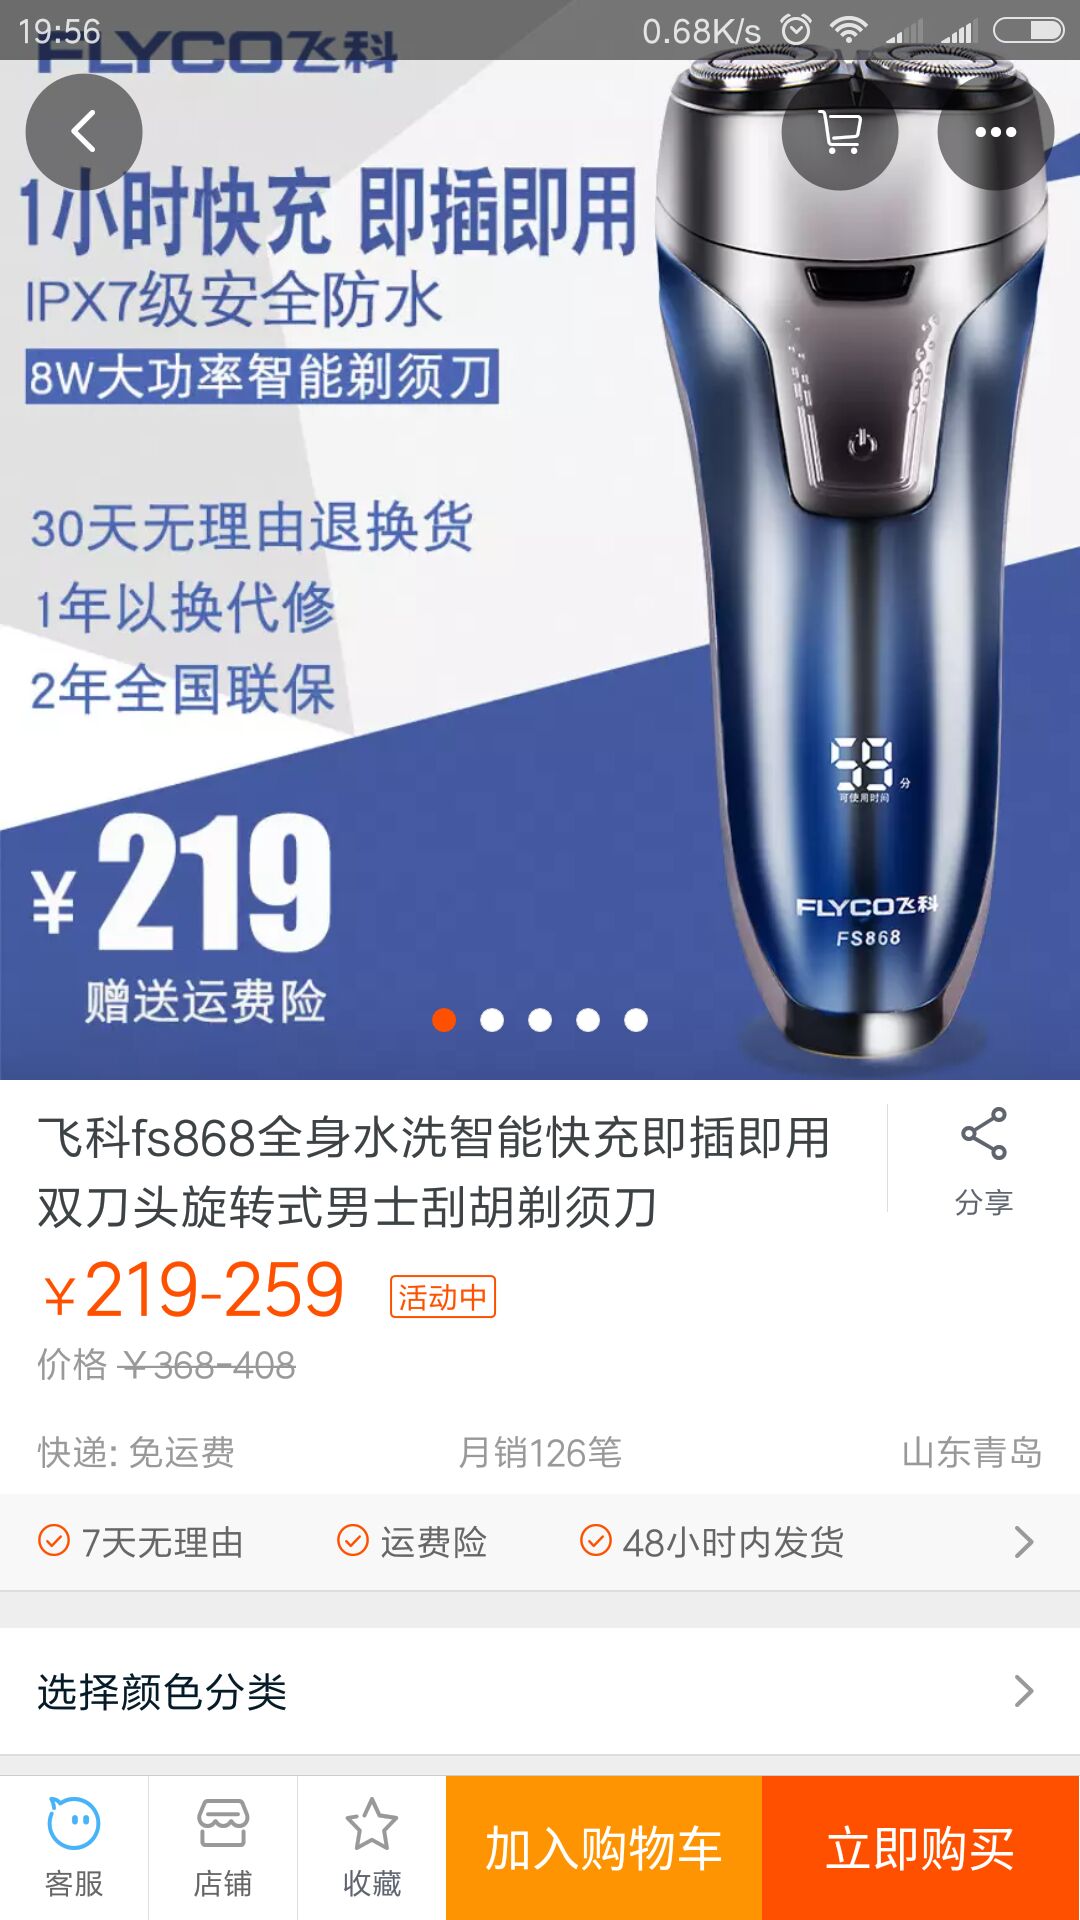 19:56
0.68K/s
FLYCO飞科
1小时快充 即插即用
IPX7级安全防水
8W大功率智能剃须刀
30天无理由退换货
1年以换代修
2年全国联保
¥219
赠送运费险
59分
可使用时间
FLYCO飞科
FS868
飞科fs868全身水洗智能快充即插即用
双刀头旋转式男士刮胡剃须刀
分享
¥219-259 活动中
价格 ¥368-408
快递: 免运费 月销126笔 山东青岛
7天无理由 运费险 48小时内发货
选择颜色分类
客服 店铺 收藏 加入购物车 立即购买